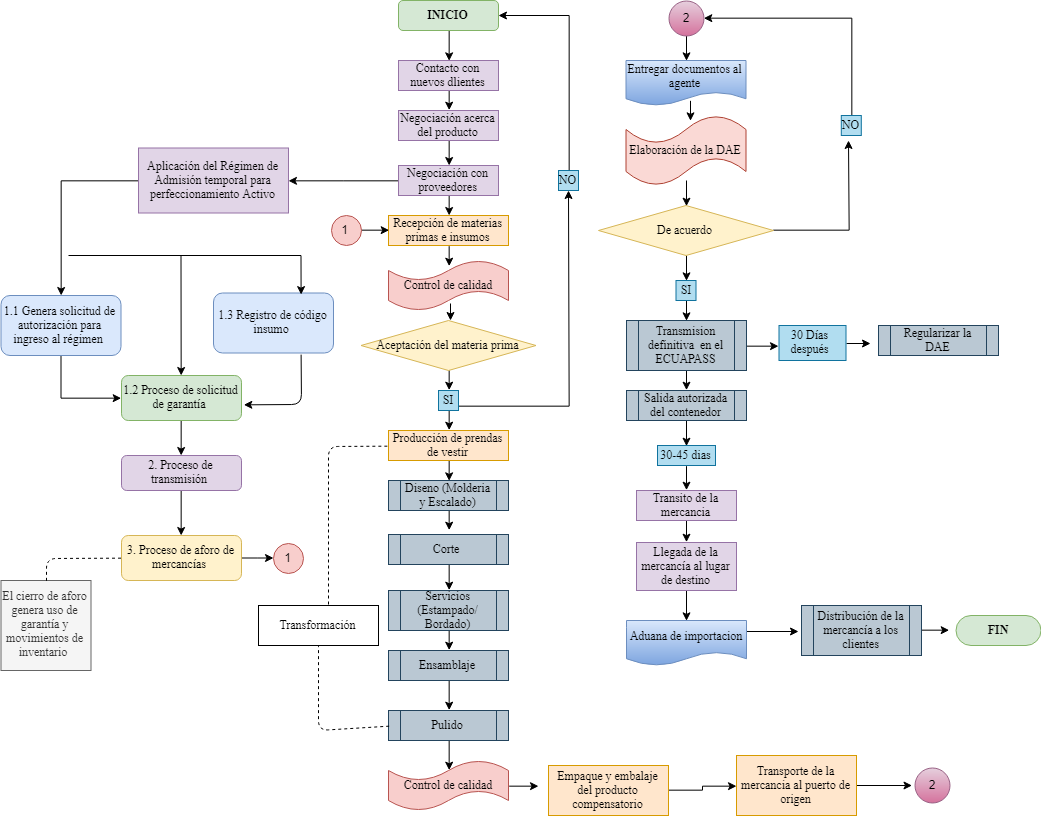 INICIO
Contacto con
nuevos dlientes
Negociación acerca
del producto
Negociación con
proveedores
Aplicación del Régimen de
Admisión temporal para
perfeccionamiento Activo
1
Recepción de materias
primas e insumos
Control de calidad
Aceptación del materia prima
NO
SI
1.1 Genera solicitud de
autorización para
ingreso al régimen
1.3 Registro de código
insumo
1.2 Proceso de solicitud
de garantía
2. Proceso de
transmisión
3. Proceso de aforo de
mercancías
1
El cierro de aforo
genera uso de
garantía y
movimientos de
inventario
Producción de prendas
de vestir
Diseno (Molderia
y Escalado)
Corte
Servicios
(Estampado/
Bordado)
Transformación
Ensamblaje
Pulido
Control de calidad
Empaque y embalaje
del producto
compensatorio
Transporte de la
mercancia al puerto de
origen
2
2
Entregar documentos al
agente
Elaboración de la DAE
NO
De acuerdo
SI
Transmision
definitiva en el
ECUAPASS
30 Días
después
Regularizar la
DAE
Salida autorizada
del contenedor
30-45 dias
Transito de la
mercancia
Llegada de la
mercancía al lugar
de destino
Aduana de importacion
Distribución de la
mercancía a los
clientes
FIN